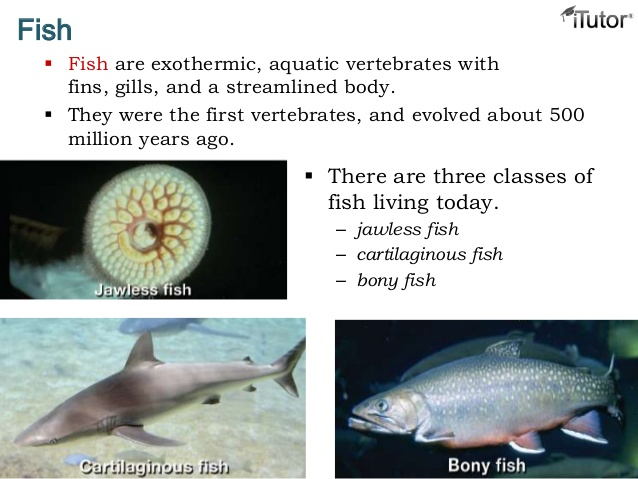 Fish
iTutor
▪ Fish are exothermic, aquatic vertebrates with
fins, gills, and a streamlined body.
▪ They were the first vertebrates, and evolved about 500
million years ago.
▪ There are three classes of
fish living today.
– jawless fish
– cartilaginous fish
– bony fish
Jawless fish
Cartilaginous fish
Bony fish